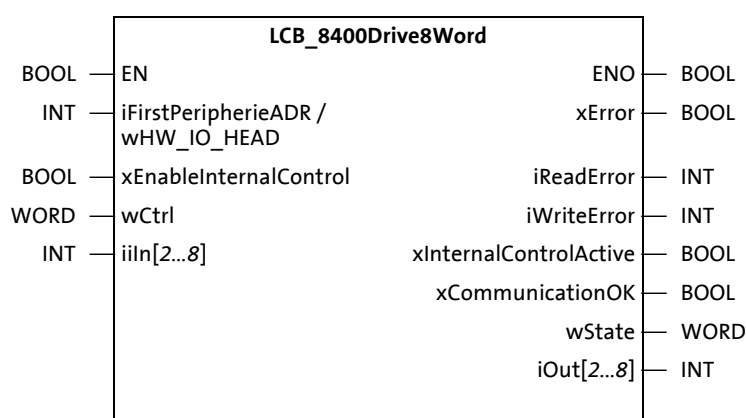 LCB_8400Drive8Word
BOOL EN ENO BOOL
INT iFirstPeripherieADR / xError BOOL
wHW_IO_HEAD
BOOL xEnableInternalControl iReadError INT
WORD wCtrl iWriteError INT
INT iiIn[2...8] xInternalControlActive BOOL
xCommunicationOK BOOL
wState WORD
iOut[2...8] INT